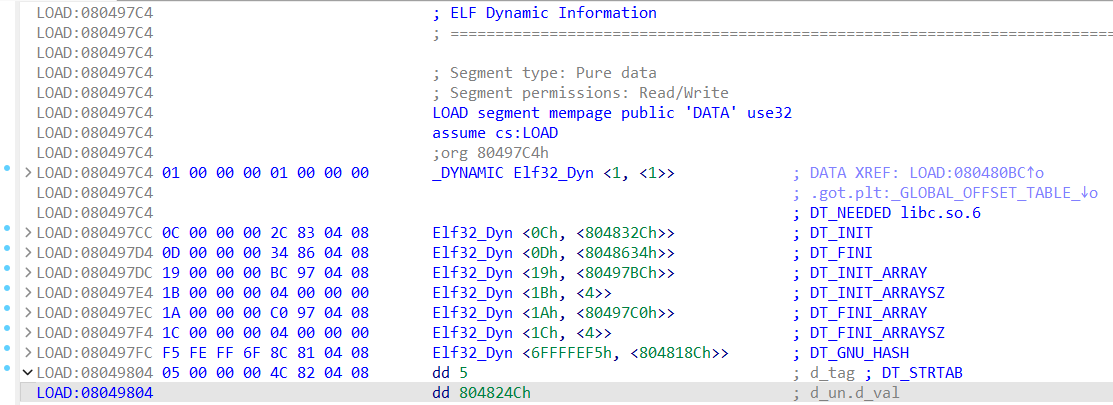 LOAD:080497C4 ; ELF Dynamic Information
LOAD:080497C4 ; ==========================================================================
LOAD:080497C4
LOAD:080497C4 ; Segment type: Pure data
LOAD:080497C4 ; Segment permissions: Read/Write
LOAD:080497C4 LOAD segment mempage public 'DATA' use32
LOAD:080497C4 assume cs:LOAD
LOAD:080497C4 ;org 80497C4h
LOAD:080497C4 01 00 00 00 01 00 00 00 _DYNAMIC Elf32_Dyn <1, <1>> ; DATA XREF: LOAD:080480BC↑o
LOAD:080497C4 ; .got.plt:_GLOBAL_OFFSET_TABLE_↓o
LOAD:080497C4 ; DT_NEEDED libc.so.6
LOAD:080497CC 0C 00 00 00 2C 83 04 08 Elf32_Dyn <0Ch, <804832Ch>> ; DT_INIT
LOAD:080497D4 0D 00 00 00 34 86 04 08 Elf32_Dyn <0Dh, <8048634h>> ; DT_FINI
LOAD:080497DC 19 00 00 00 BC 97 04 08 Elf32_Dyn <19h, <80497BCh>> ; DT_INIT_ARRAY
LOAD:080497E4 1B 00 00 00 04 00 00 00 Elf32_Dyn <1Bh, <4>> ; DT_INIT_ARRAYSZ
LOAD:080497EC 1A 00 00 00 C0 97 04 08 Elf32_Dyn <1Ah, <80497C0h>> ; DT_FINI_ARRAY
LOAD:080497F4 1C 00 00 00 04 00 00 00 Elf32_Dyn <1Ch, <4>> ; DT_FINI_ARRAYSZ
LOAD:080497FC F5 FE FF 6F 8C 81 04 08 Elf32_Dyn <6FFFFEF5h, <804818Ch>> ; DT_GNU_HASH
LOAD:08049804 05 00 00 00 4C 82 04 08 dd 5 ; d_tag ; DT_STRTAB
LOAD:08049804 dd 804824Ch ; d_un.d_val